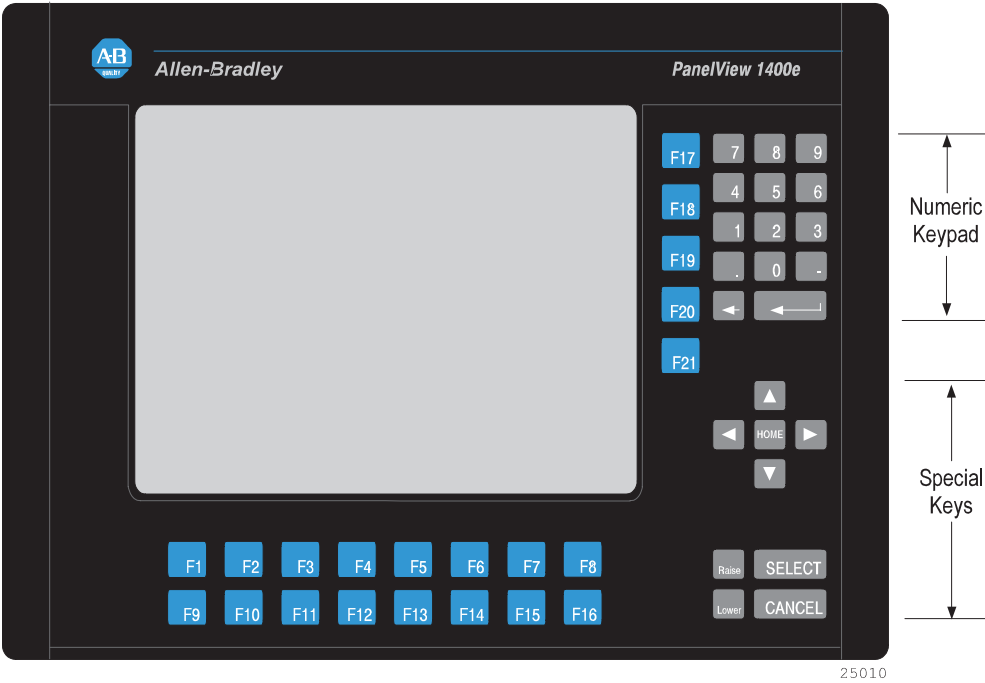 A·B
QUALITY
Allen-Bradley
PanelView 1400e
F17
7 8 9
F18
4 5 6
F19
1 2 3
F20
. 0 -
F21
HOME
Numeric
Keypad
Special
Keys
F1 F2 F3 F4 F5 F6 F7 F8
Raise SELECT
F9 F10 F11 F12 F13 F14 F15 F16
Lower CANCEL
25010